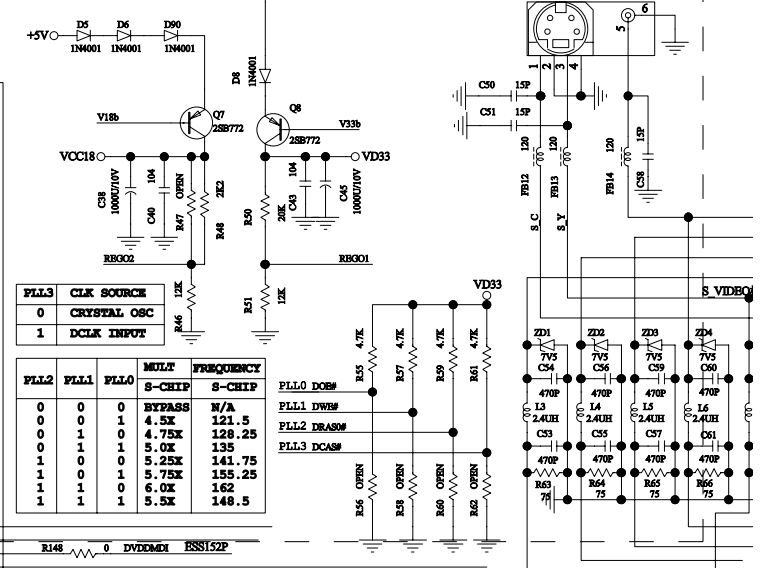 D5 D6 D90
+5V
1N4001 1N4001 1N4001
D8
1N4001
V18b
Q7
2SB772
Q8
2SB772
V33b
VCC18
VD33
C38
1000U/10V
C40
104
R47
OPEN
R48
2K2
R50
20K
C43
104
C45
1000U/10V
REGO2
REGO1
R46
12K
R51
12K
6
5
1 2 3 4
C50 15P
C51 15P
FB12
120
FB13
120
FB14
120
C58
15P
S_C
S_Y
S_VIDEO
PLL3 CLK SOURCE
0 CRYSTAL OSC
1 DCLK INPUT
PLL2 PLL1 PLL0 MULT FREQUENCY
S-CHIP S-CHIP
0 0 0 BYPASS N/A
0 0 1 4.5X 121.5
0 1 0 4.75X 128.25
0 1 1 5.0X 135
1 0 0 5.25X 141.75
1 0 1 5.75X 155.25
1 1 0 6.0X 162
1 1 1 5.5X 148.5
VD33
R55 4.7K
R57 4.7K
R59 4.7K
R61 4.7K
PLL0 DOE#
PLL1 DWE#
PLL2 DRAS0#
PLL3 DCAS#
R56 OPEN
R58 OPEN
R60 OPEN
R62 OPEN
ZD1 ZD2 ZD3 ZD4
7V5 7V5 7V5 7V5
C54 C56 C59 C60
470P 470P 470P 470P
L3 L4 L5 L6
2.4UH 2.4UH 2.4UH 2.4UH
C53 C55 C57 C61
470P 470P 470P 470P
R63 R64 R65 R66
75 75 75 75
R148 0 DVDDMDI ESS152P